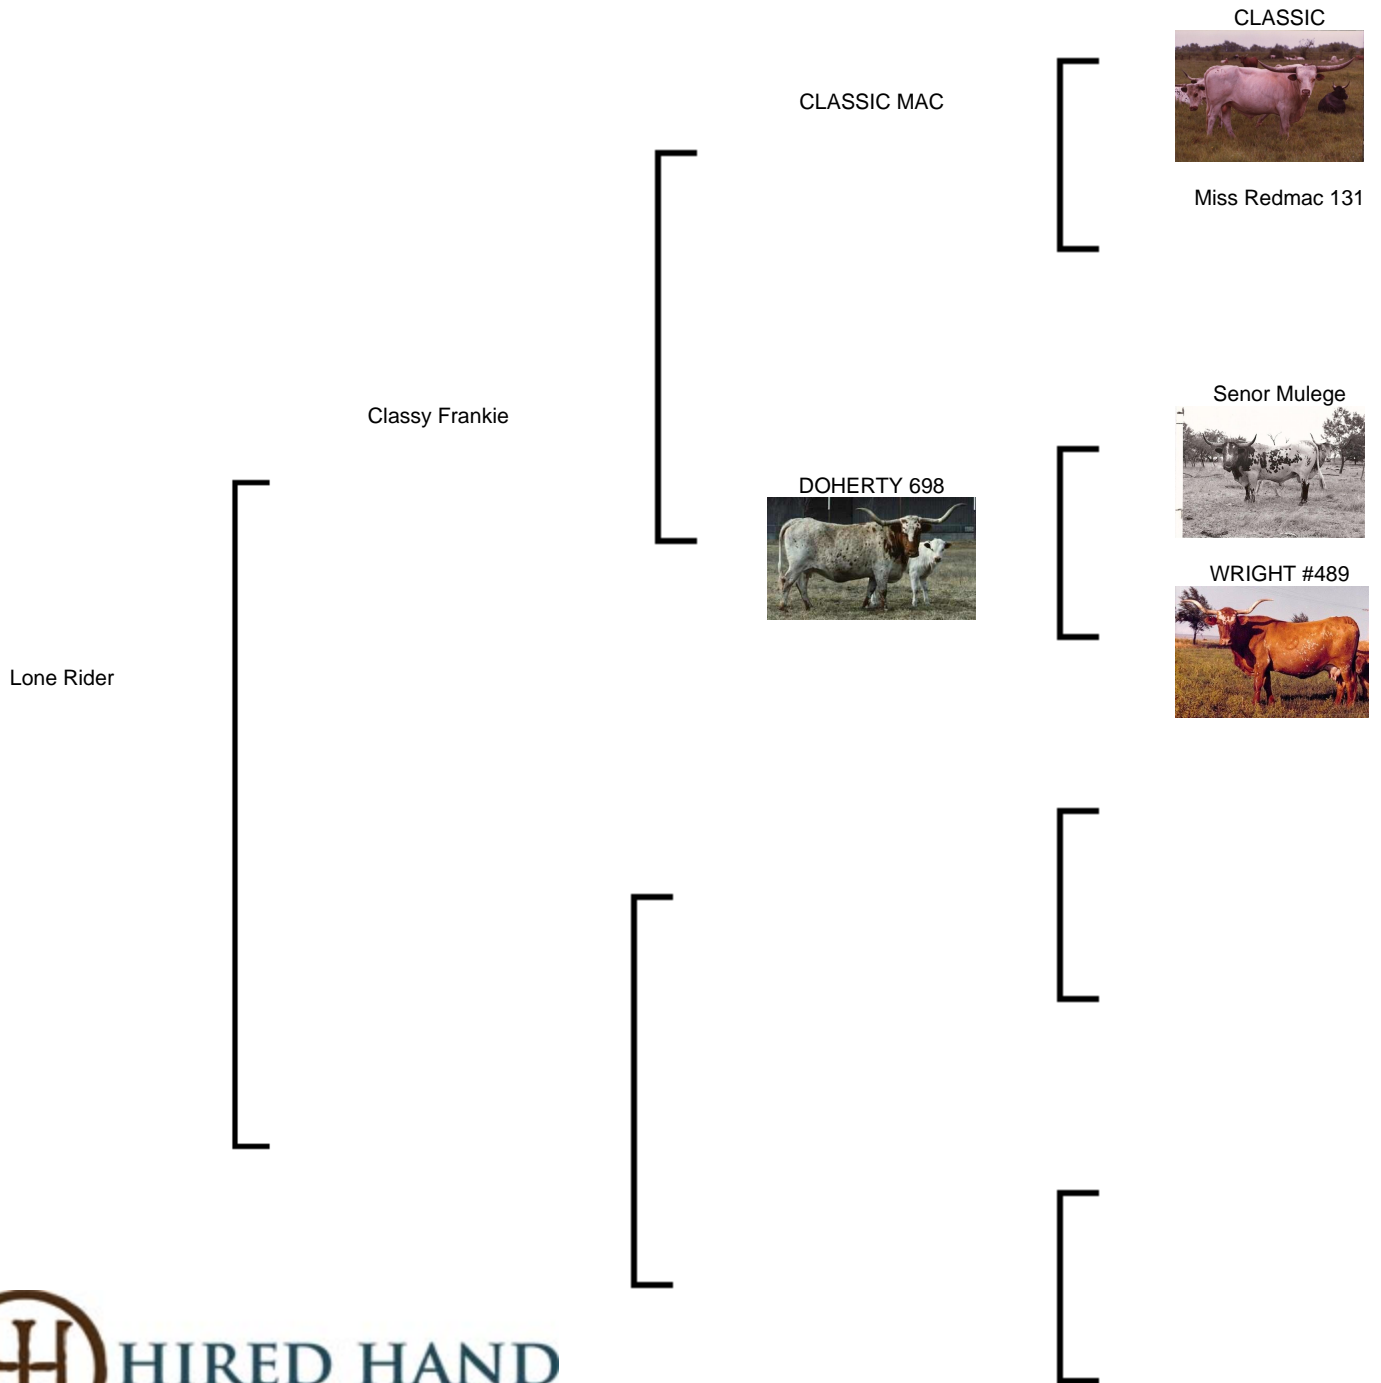 CLASSIC
CLASSIC MAC
Miss Redmac 131
Senor Mulege
Classy Frankie
DOHERTY 698
WRIGHT #489
Lone Rider
H HIRED HAND